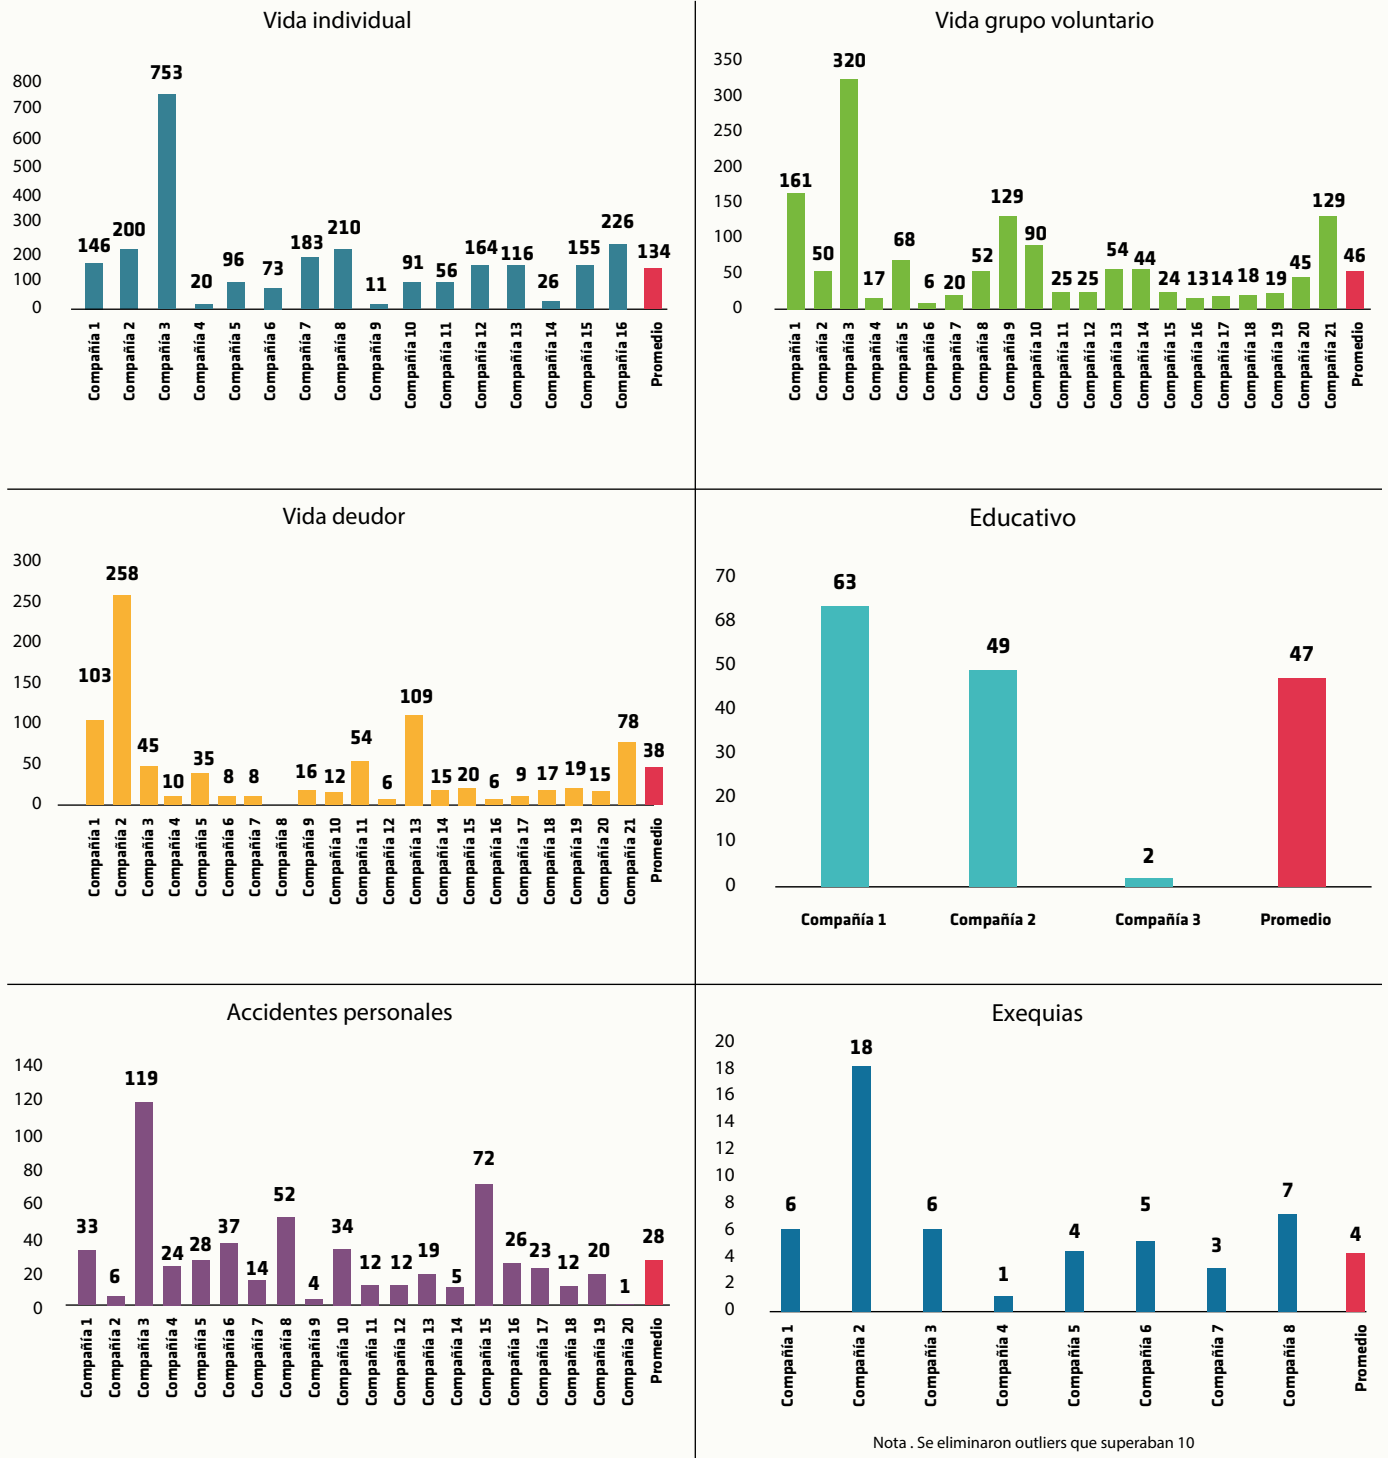 Vida individual
800
700
600
500
400
300
200
100
0
146
200
753
20
96
73
183
210
11
91
56
164
116
26
155
226
134
Compañía 1
Compañía 2
Compañía 3
Compañía 4
Compañía 5
Compañía 6
Compañía 7
Compañía 8
Compañía 9
Compañía 10
Compañía 11
Compañía 12
Compañía 13
Compañía 14
Compañía 15
Compañía 16
Promedio
Vida grupo voluntario
350
300
250
200
150
100
50
0
161
50
320
17
68
6
20
52
129
90
25
25
54
44
24
13
14
18
19
45
129
46
Compañía 1
Compañía 2
Compañía 3
Compañía 4
Compañía 5
Compañía 6
Compañía 7
Compañía 8
Compañía 9
Compañía 10
Compañía 11
Compañía 12
Compañía 13
Compañía 14
Compañía 15
Compañía 16
Compañía 17
Compañía 18
Compañía 19
Compañía 20
Compañía 21
Promedio
Vida deudor
300
250
200
150
100
50
0
103
258
45
10
35
8
8
16
12
54
6
109
15
20
6
9
17
19
15
78
38
Compañía 1
Compañía 2
Compañía 3
Compañía 4
Compañía 5
Compañía 6
Compañía 7
Compañía 8
Compañía 9
Compañía 10
Compañía 11
Compañía 12
Compañía 13
Compañía 14
Compañía 15
Compañía 16
Compañía 17
Compañía 18
Compañía 19
Compañía 20
Compañía 21
Promedio
Educativo
70
68
50
40
30
20
10
0
63
49
2
47
Compañía 1
Compañía 2
Compañía 3
Promedio
Accidentes personales
140
120
100
80
60
40
20
0
33
6
119
24
28
37
14
52
4
34
12
12
19
5
72
26
23
12
20
1
28
Compañía 1
Compañía 2
Compañía 3
Compañía 4
Compañía 5
Compañía 6
Compañía 7
Compañía 8
Compañía 9
Compañía 10
Compañía 11
Compañía 12
Compañía 13
Compañía 14
Compañía 15
Compañía 16
Compañía 17
Compañía 18
Compañía 19
Compañía 20
Promedio
Exequias
20
18
16
14
12
10
8
6
4
2
0
6
18
6
1
4
5
3
7
4
Compañía 1
Compañía 2
Compañía 3
Compañía 4
Compañía 5
Compañía 6
Compañía 7
Compañía 8
Promedio
Nota . Se eliminaron outliers que superaban 10